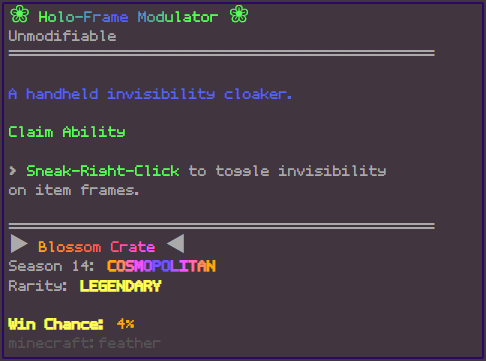 ❀ Holo-Frame Modulator ❀
Unmodifiable
A handheld invisibility cloaker.
Claim Ability
> Sneak-Right-Click to toggle invisibility
on item frames.
▶ Blossom Crate ◀
Season 14: COSMOPOLITAN
Rarity: LEGENDARY
Win Chance: 4%
minecraft:feather